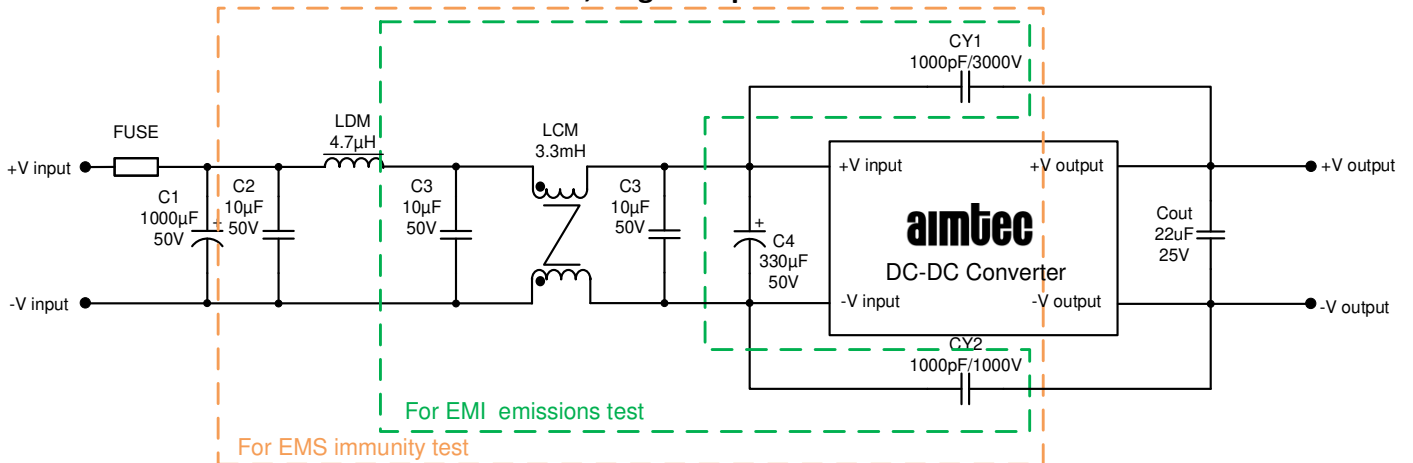 CY1
1000pF/3000V
FUSE
LDM
4.7µH
LCM
3.3mH
+V input
C1
1000µF
50V
+
C2
10µF
50V
C3
10µF
50V
C3
10µF
50V
+
C4
330µF
50V
+V input
+V output
aimtec
DC-DC Converter
-V input
-V output
Cout
22uF
25V
+V output
-V input
-V output
CY2
1000pF/1000V
For EMI emissions test
For EMS immunity test